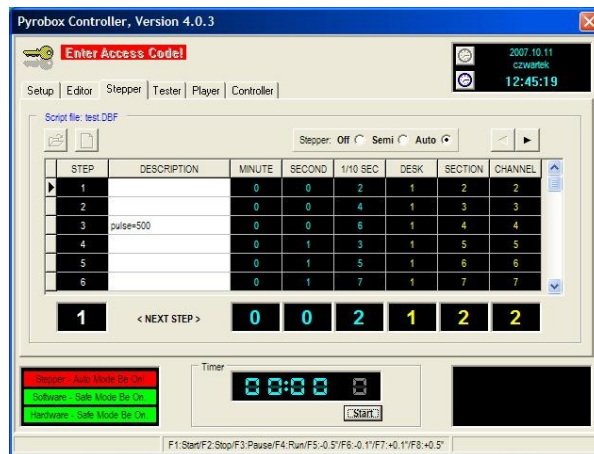 Pyrobox Controller, Version 4.0.3
Enter Access Code!
2007.10.11
czwartek
12:45:19
Setup Editor Stepper Tester Player Controller
Script file: test.DBF
Stepper: Off Semi Auto
STEP DESCRIPTION MINUTE SECOND 1/10 SEC DESK SECTION CHANNEL
1 0 0 2 1 2 2
2 0 0 4 1 3 3
3 pulse=500 0 0 6 1 4 4
4 0 1 3 1 5 5
5 0 1 5 1 6 6
6 0 1 7 1 7 7
1 < NEXT STEP > 0 0 2 1 2 2
Stepper - Auto Mode Be On!
Software - Safe Mode Be On.
Hardware - Safe Mode Be On.
Timer
00:00 0
Start
F1:Start/F2:Stop/F3:Pause/F4:Run/F5:-0.5"/F6:-0.1"/F7:+0.1"/F8:+0.5"